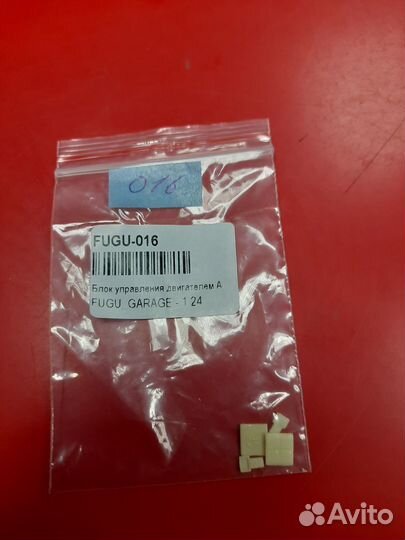 016
FUGU-016
Блок управления двигателем А
FUGU GARAGE - 1 24
Avito